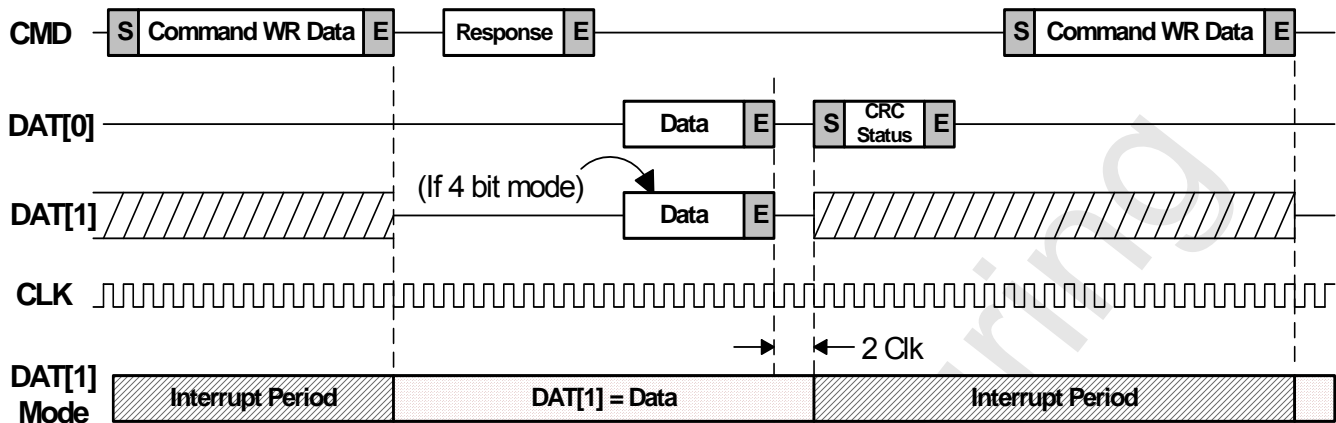 CMD S Command WR Data E Response E S Command WR Data E
DAT[0] Data E S CRC Status E
(If 4 bit mode)
DAT[1] Data E
CLK
2 Clk
DAT[1] Mode Interrupt Period DAT[1] = Data Interrupt Period
ring